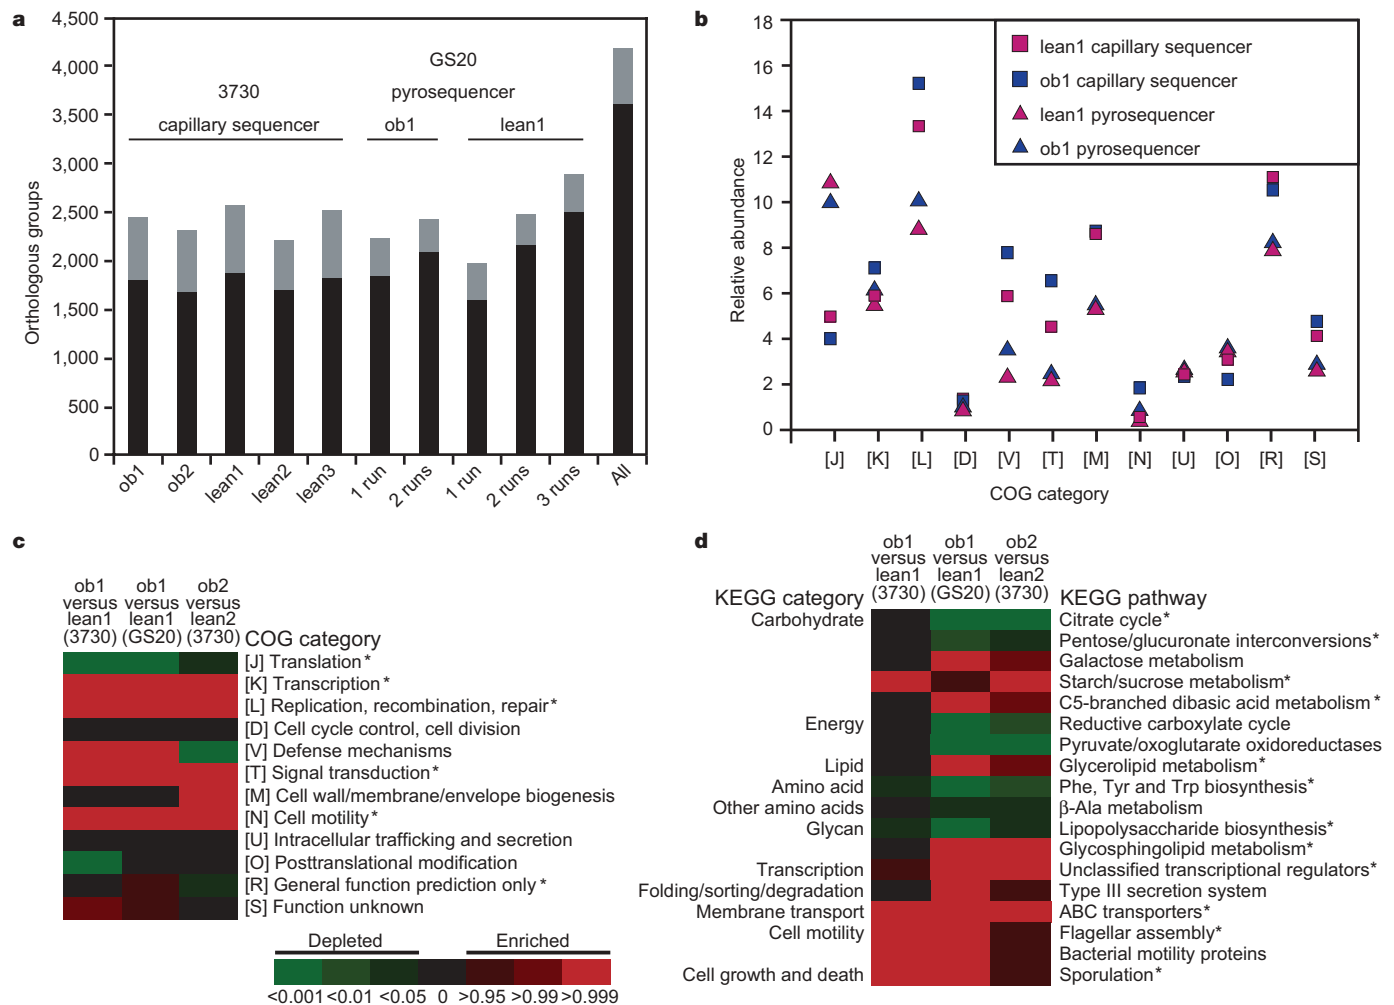 a
4,500
4,000
3,500
3,000
2,500
2,000
1,500
1,000
500
0
Orthologous groups
3730
capillary sequencer
GS20
pyrosequencer
ob1
lean1
ob1
ob2
lean1
lean2
lean3
1 run
2 runs
1 run
2 runs
3 runs
All
b
18
16
14
12
10
8
6
4
2
0
Relative abundance
lean1 capillary sequencer
ob1 capillary sequencer
lean1 pyrosequencer
ob1 pyrosequencer
[J] [K] [L] [D] [V] [T] [M] [N] [U] [O] [R] [S]
COG category
c
ob1 versus lean1 (3730)
ob1 versus lean1 (GS20)
ob2 versus lean2 (3730)
COG category
[J] Translation*
[K] Transcription*
[L] Replication, recombination, repair*
[D] Cell cycle control, cell division
[V] Defense mechanisms
[T] Signal transduction*
[M] Cell wall/membrane/envelope biogenesis
[N] Cell motility*
[U] Intracellular trafficking and secretion
[O] Posttranslational modification
[R] General function prediction only*
[S] Function unknown
Depleted Enriched
<0.001 <0.01 <0.05 0 >0.95 >0.99 >0.999
d
ob1 versus lean1 (3730)
ob1 versus lean1 (GS20)
ob2 versus lean2 (3730)
KEGG category KEGG pathway
Carbohydrate Citrate cycle*
Pentose/glucuronate interconversions*
Galactose metabolism
Starch/sucrose metabolism*
C5-branched dibasic acid metabolism*
Energy Reductive carboxylate cycle
Pyruvate/oxoglutarate oxidoreductases
Lipid Glycerolipid metabolism*
Amino acid Phe, Tyr and Trp biosynthesis*
Other amino acids β-Ala metabolism
Glycan Lipopolysaccharide biosynthesis*
Glycosphingolipid metabolism*
Transcription Unclassified transcriptional regulators*
Folding/sorting/degradation Type III secretion system
Membrane transport ABC transporters*
Cell motility Flagellar assembly*
Bacterial motility proteins
Cell growth and death Sporulation*